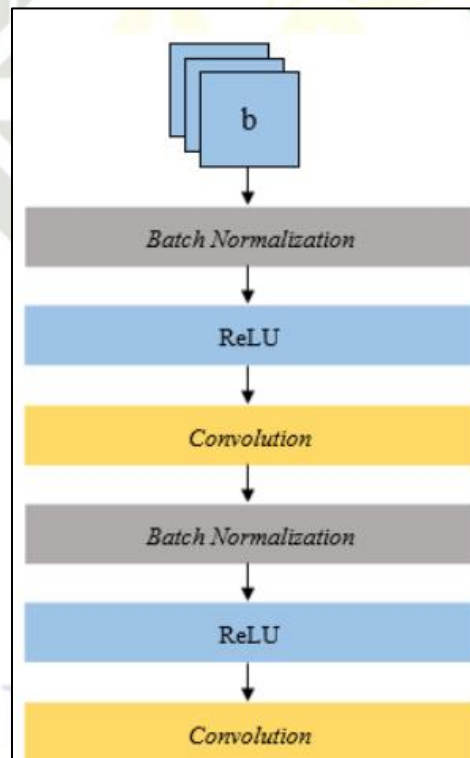 b
Batch Normalization
ReLU
Convolution
Batch Normalization
ReLU
Convolution